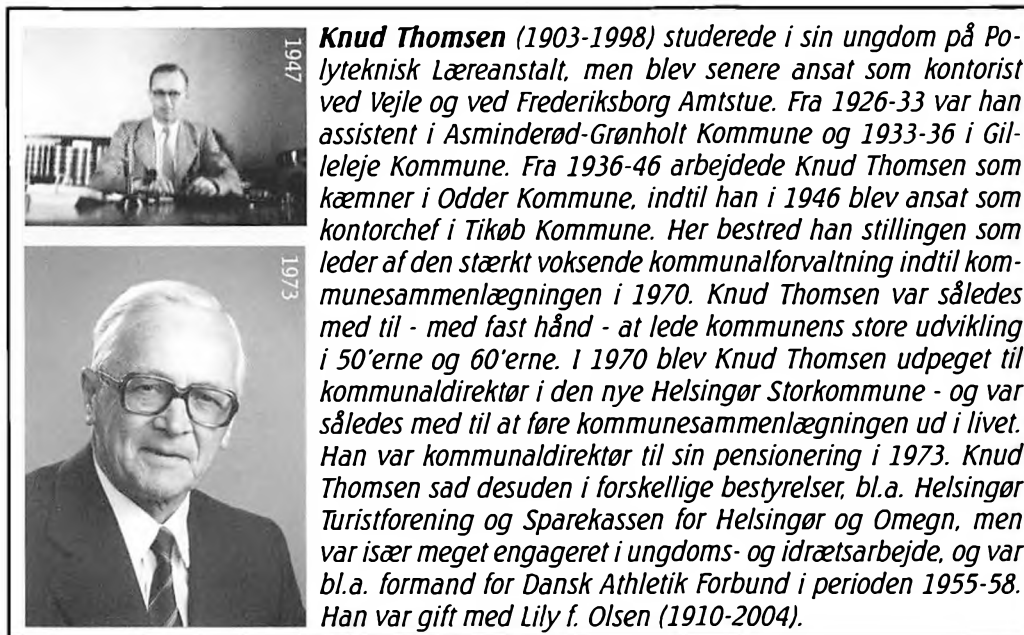 1947
1973
Knud Thomsen (1903-1998) studerede i sin ungdom på Po-
lyteknisk Læreanstalt, men blev senere ansat som kontorist
ved Vejle og ved Frederiksborg Amtstue. Fra 1926-33 var han
assistent i Asminderød-Grønholt Kommune og 1933-36 i Gil-
leleje Kommune. Fra 1936-46 arbejdede Knud Thomsen som
kæmner i Odder Kommune, indtil han i 1946 blev ansat som
kontorchef i Tikøb Kommune. Her bestred han stillingen som
leder af den stærkt voksende kommunalforvaltning indtil kom-
munesammenlægningen i 1970. Knud Thomsen var således
med til - med fast hånd - at lede kommunens store udvikling
i 50'erne og 60'erne. I 1970 blev Knud Thomsen udpeget til
kommunaldirektør i den nye Helsingør Storkommune - og var
således med til at føre kommunesammenlægningen ud i livet.
Han var kommunaldirektør til sin pensionering i 1973. Knud
Thomsen sad desuden i forskellige bestyrelser, bl.a. Helsingør
Turistforening og Sparekassen for Helsingør og Omegn, men
var især meget engageret i ungdoms- og idrætsarbejde, og var
bl.a. formand for Dansk Athletik Forbund i perioden 1955-58.
Han var gift med Lily f. Olsen (1910-2004).